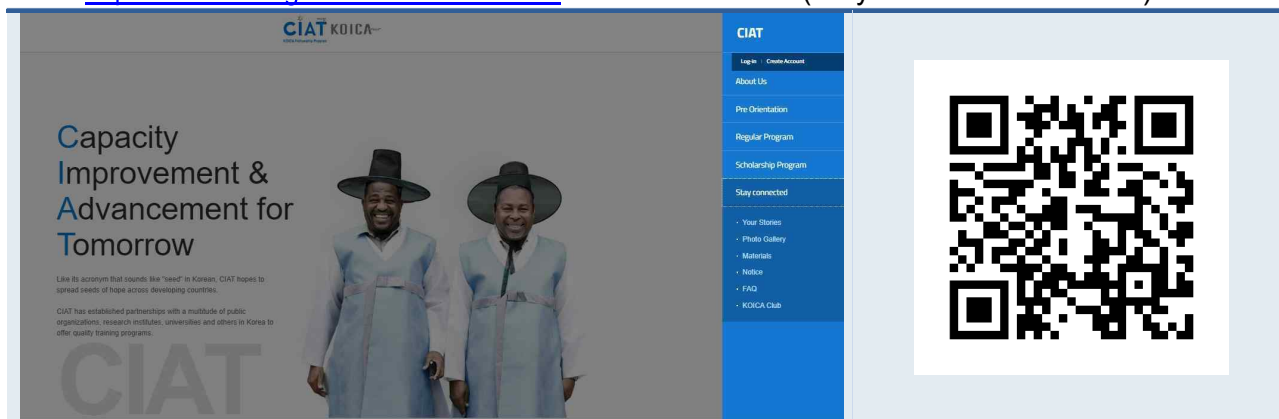 CIAT KOICA
KOICA Fellowship Program
CIAT
Log-in | Create Account
About Us
Pre Orientation
Regular Program
Scholarship Program
Stay connected
· Your Stories
· Photo Gallery
· Materials
· Notice
· FAQ
· KOICA Club
Capacity
Improvement &
Advancement for
Tomorrow
Like its acronym that sounds like "seed" in Korean, CIAT hopes to
spread seeds of hope across developing countries.
CIAT has established partnerships with a multitude of public
organizations, research institutes, universities and others in Korea to
offer quality training programs.
CIAT